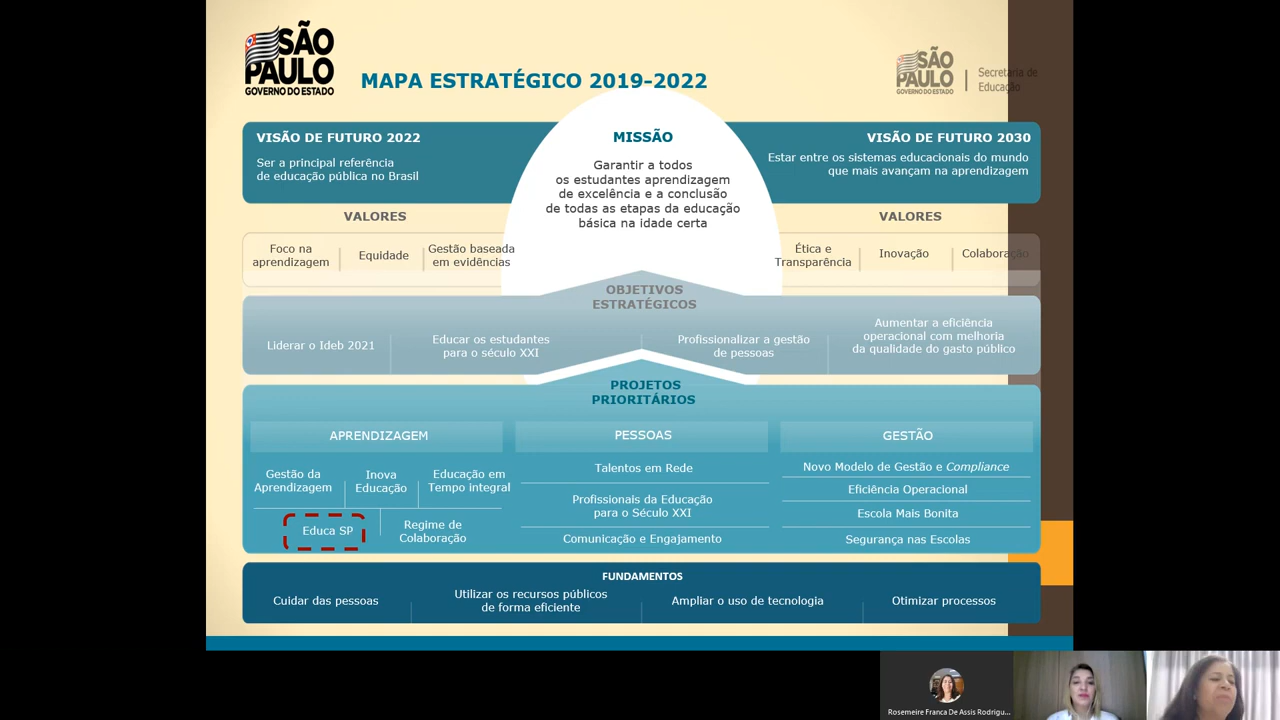 SÃO
PAULO
GOVERNO DO ESTADO
MAPA ESTRATÉGICO 2019-2022
SÃO
PAULO
GOVERNO DO ESTADO
Secretaria de
Educação
VISÃO DE FUTURO 2022
Ser a principal referência
de educação pública no Brasil
MISSÃO
Garantir a todos
os estudantes aprendizagem
de excelência e a conclusão
de todas as etapas da educação
básica na idade certa
VISÃO DE FUTURO 2030
Estar entre os sistemas educacionais do mundo
que mais avançam na aprendizagem
VALORES
Foco na
aprendizagem
Equidade
Gestão baseada
em evidências
VALORES
Ética e
Transparência
Inovação
Colaboração
OBJETIVOS
ESTRATÉGICOS
Liderar o Ideb 2021
Educar os estudantes
para o século XXI
Profissionalizar a gestão
de pessoas
Aumentar a eficiência
operacional com melhoria
da qualidade do gasto público
PROJETOS
PRIORITÁRIOS
APRENDIZAGEM
Gestão da
Aprendizagem
Inova
Educação
Educação em
Tempo integral
Educa SP
Regime de
Colaboração
PESSOAS
Talentos em Rede
Profissionais da Educação
para o Século XXI
Comunicação e Engajamento
GESTÃO
Novo Modelo de Gestão e Compliance
Eficiência Operacional
Escola Mais Bonita
Segurança nas Escolas
FUNDAMENTOS
Cuidar das pessoas
Utilizar os recursos públicos
de forma eficiente
Ampliar o uso de tecnologia
Otimizar processos
Rosemeire Franca De Assis Rodrigu...